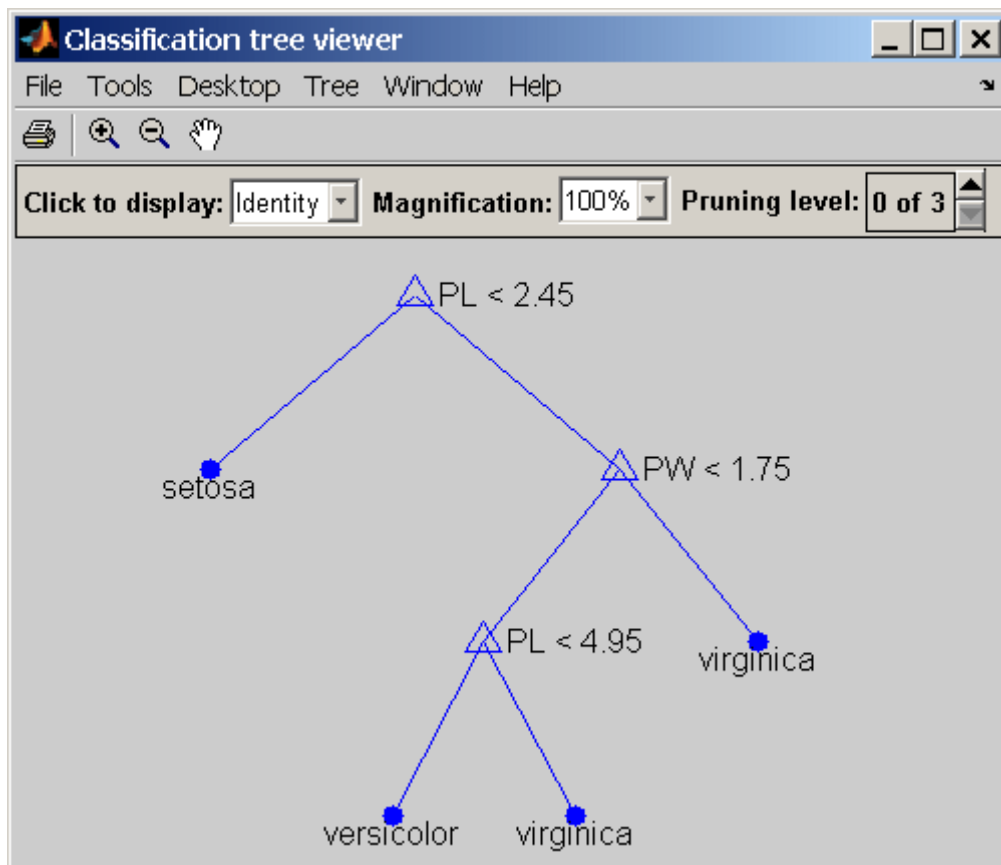 Classification tree viewer
File Tools Desktop Tree Window Help
Click to display: Identity Magnification: 100% Pruning level: 0 of 3
PL < 2.45
setosa
PW < 1.75
PL < 4.95
virginica
versicolor
virginica